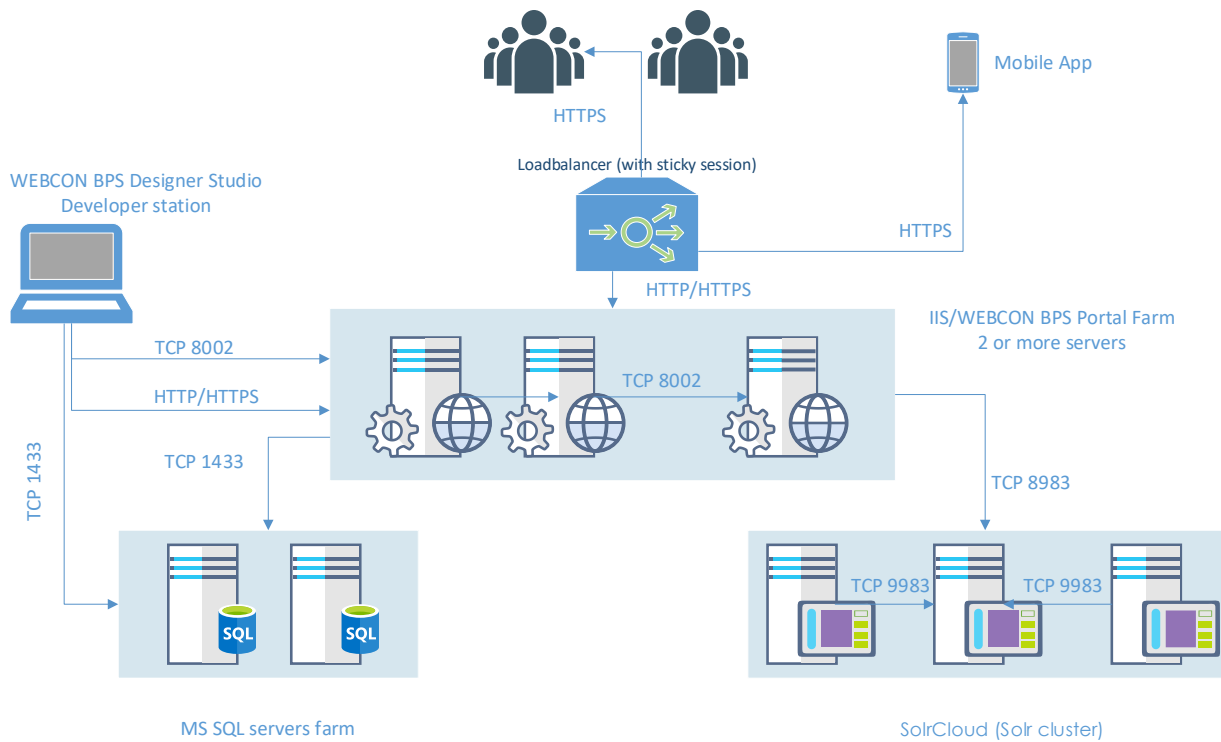 Mobile App
HTTPS
Loadbalancer (with sticky session)
WEBCON BPS Designer Studio
Developer station
HTTPS
HTTP/HTTPS
IIS/WEBCON BPS Portal Farm
2 or more servers
TCP 8002
TCP 8002
HTTP/HTTPS
TCP 1433
TCP 1433
TCP 8983
TCP 9983
TCP 9983
SQL
SQL
MS SQL servers farm
SolrCloud (Solr cluster)